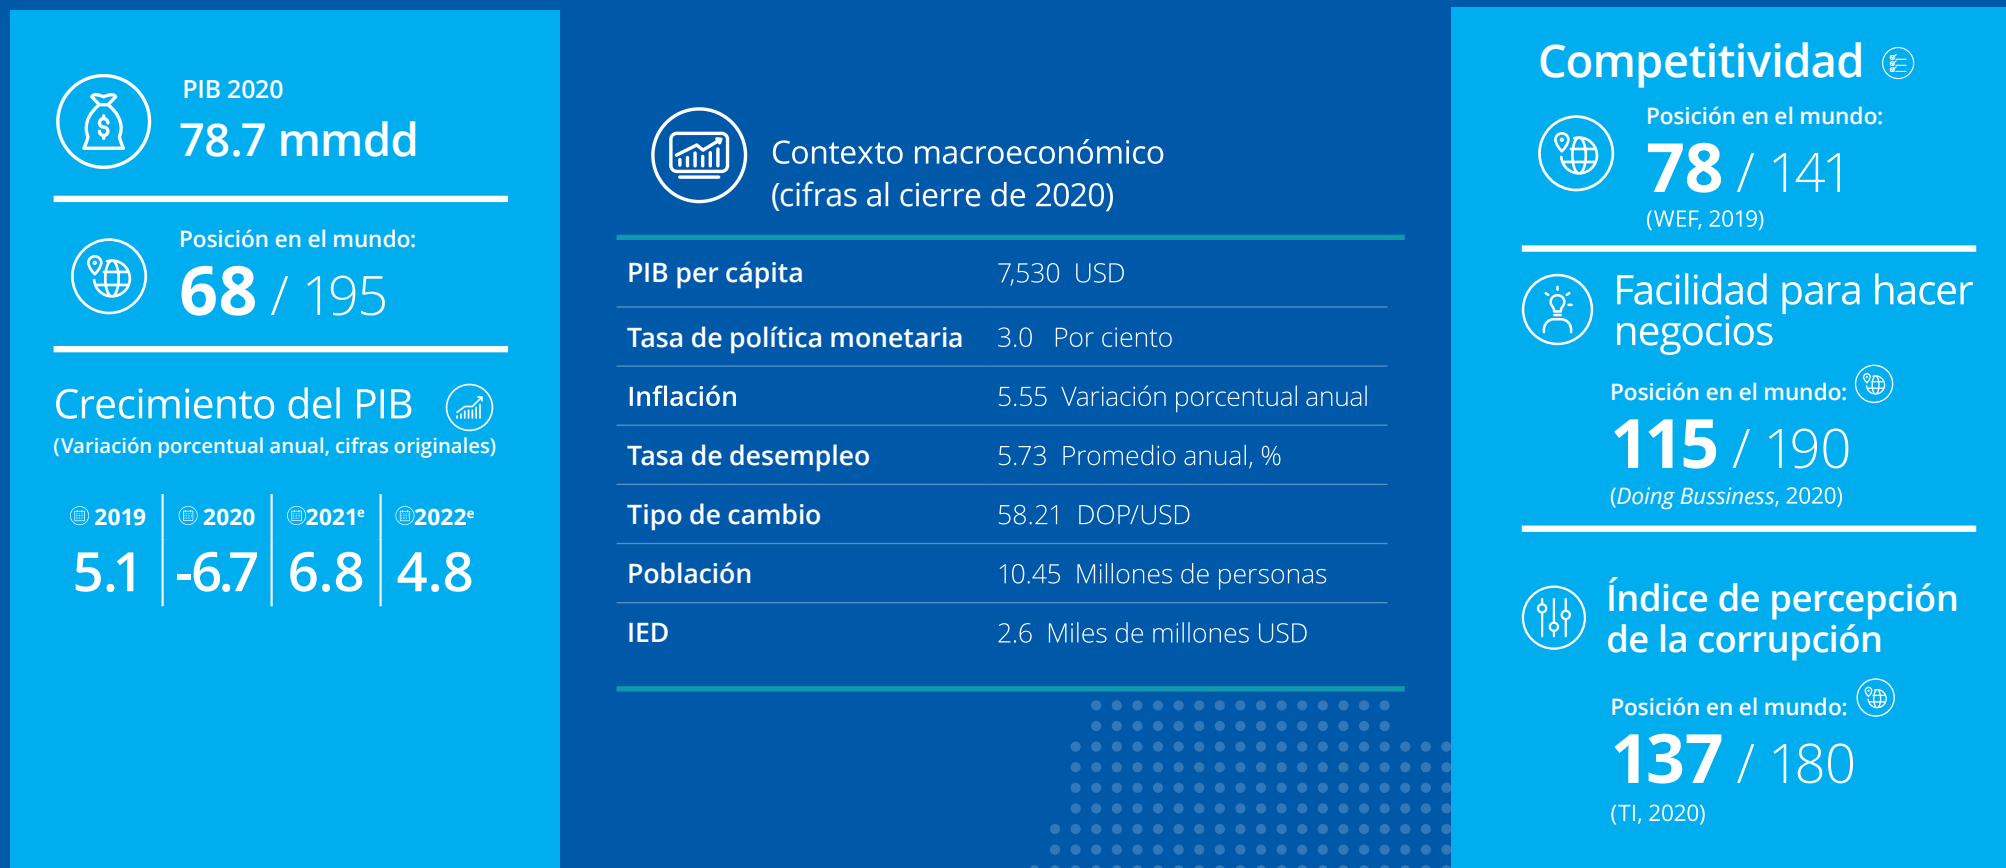 PIB 2020
78.7 mmdd
Posición en el mundo:
68 / 195
Crecimiento del PIB
(Variación porcentual anual, cifras originales)
2019 2020 2021ᵉ 2022ᵉ
5.1 -6.7 6.8 4.8
Contexto macroeconómico
(cifras al cierre de 2020)
PIB per cápita 7,530 USD
Tasa de política monetaria 3.0 Por ciento
Inflación 5.55 Variación porcentual anual
Tasa de desempleo 5.73 Promedio anual, %
Tipo de cambio 58.21 DOP/USD
Población 10.45 Millones de personas
IED 2.6 Miles de millones USD
Competitividad
Posición en el mundo:
78 / 141
(WEF, 2019)
Facilidad para hacer
negocios
Posición en el mundo:
115 / 190
(Doing Bussiness, 2020)
Índice de percepción
de la corrupción
Posición en el mundo:
137 / 180
(TI, 2020)